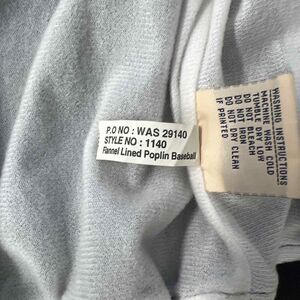 P.O NO : WAS 29140
STYLE NO : 1140
Flannel Lined Poplin Baseball
WASHING INSTRUCTIONS
MACHINE WASH COLD
TUMBLE DRY LOW
DO NOT BLEACH
DO NOT IRON
DO NOT DRY CLEAN
IF PRINTED